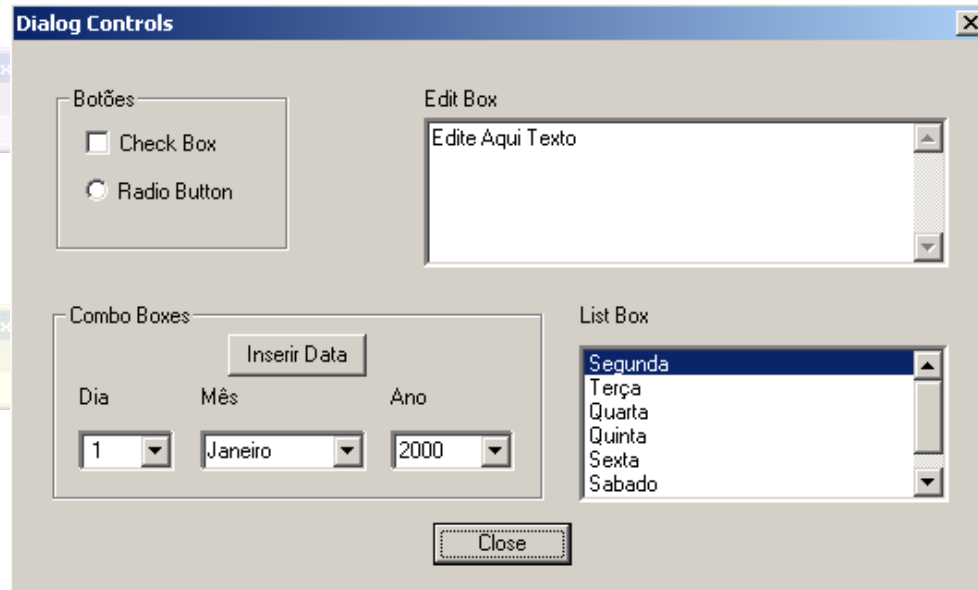 Dialog Controls
Botões
Check Box
Radio Button
Edit Box
Edite Aqui Texto
Combo Boxes
Inserir Data
Dia Mês Ano
1 Janeiro 2000
List Box
Segunda
Terça
Quarta
Quinta
Sexta
Sabado
Close